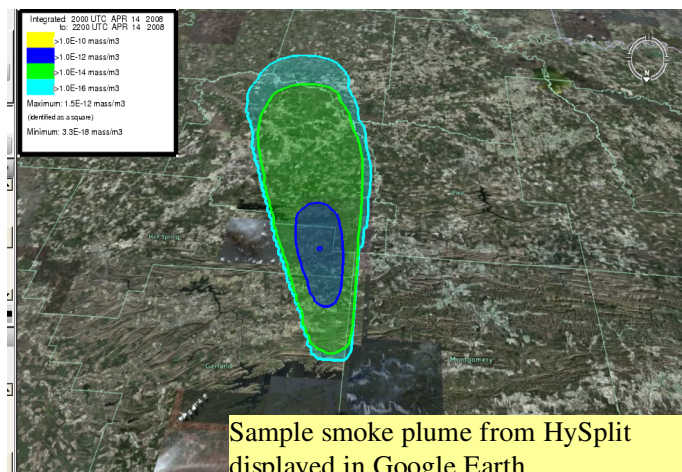 Integrated: 2000 UTC APR 14 2008
to: 2200 UTC APR 14 2008
>1.0E-10 mass/m3
>1.0E-12 mass/m3
>1.0E-14 mass/m3
>1.0E-16 mass/m3
Maximum: 1.5E-12 mass/m3
(identified as a square)
Minimum: 3.3E-18 mass/m3
N
Hot Spring
Garland
Montgomery
Sample smoke plume from HySplit
displayed in Google Earth